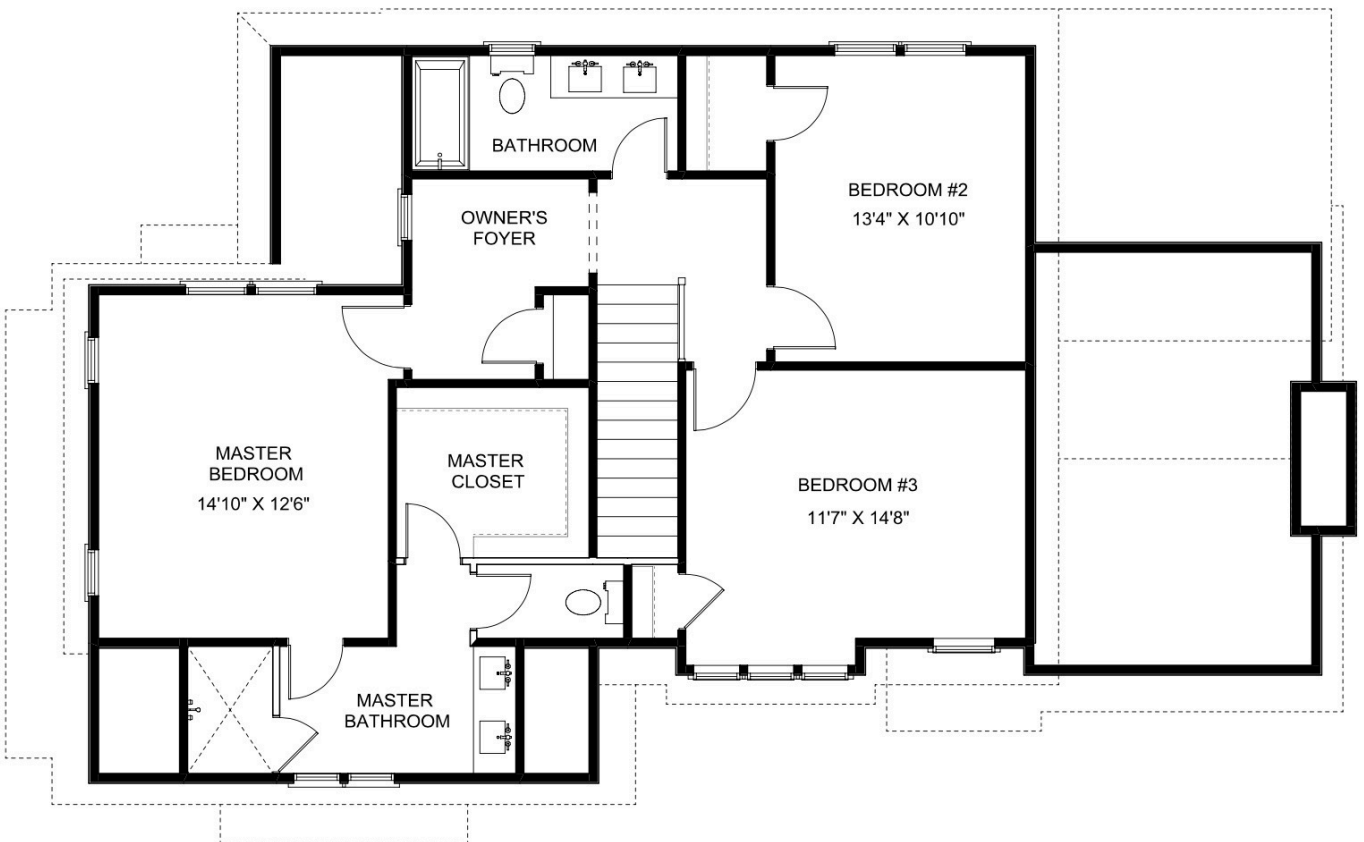 BATHROOM
BEDROOM #2
13'4" X 10'10"
OWNER'S
FOYER
MASTER
BEDROOM
14'10" X 12'6"
MASTER
CLOSET
BEDROOM #3
11'7" X 14'8"
MASTER
BATHROOM